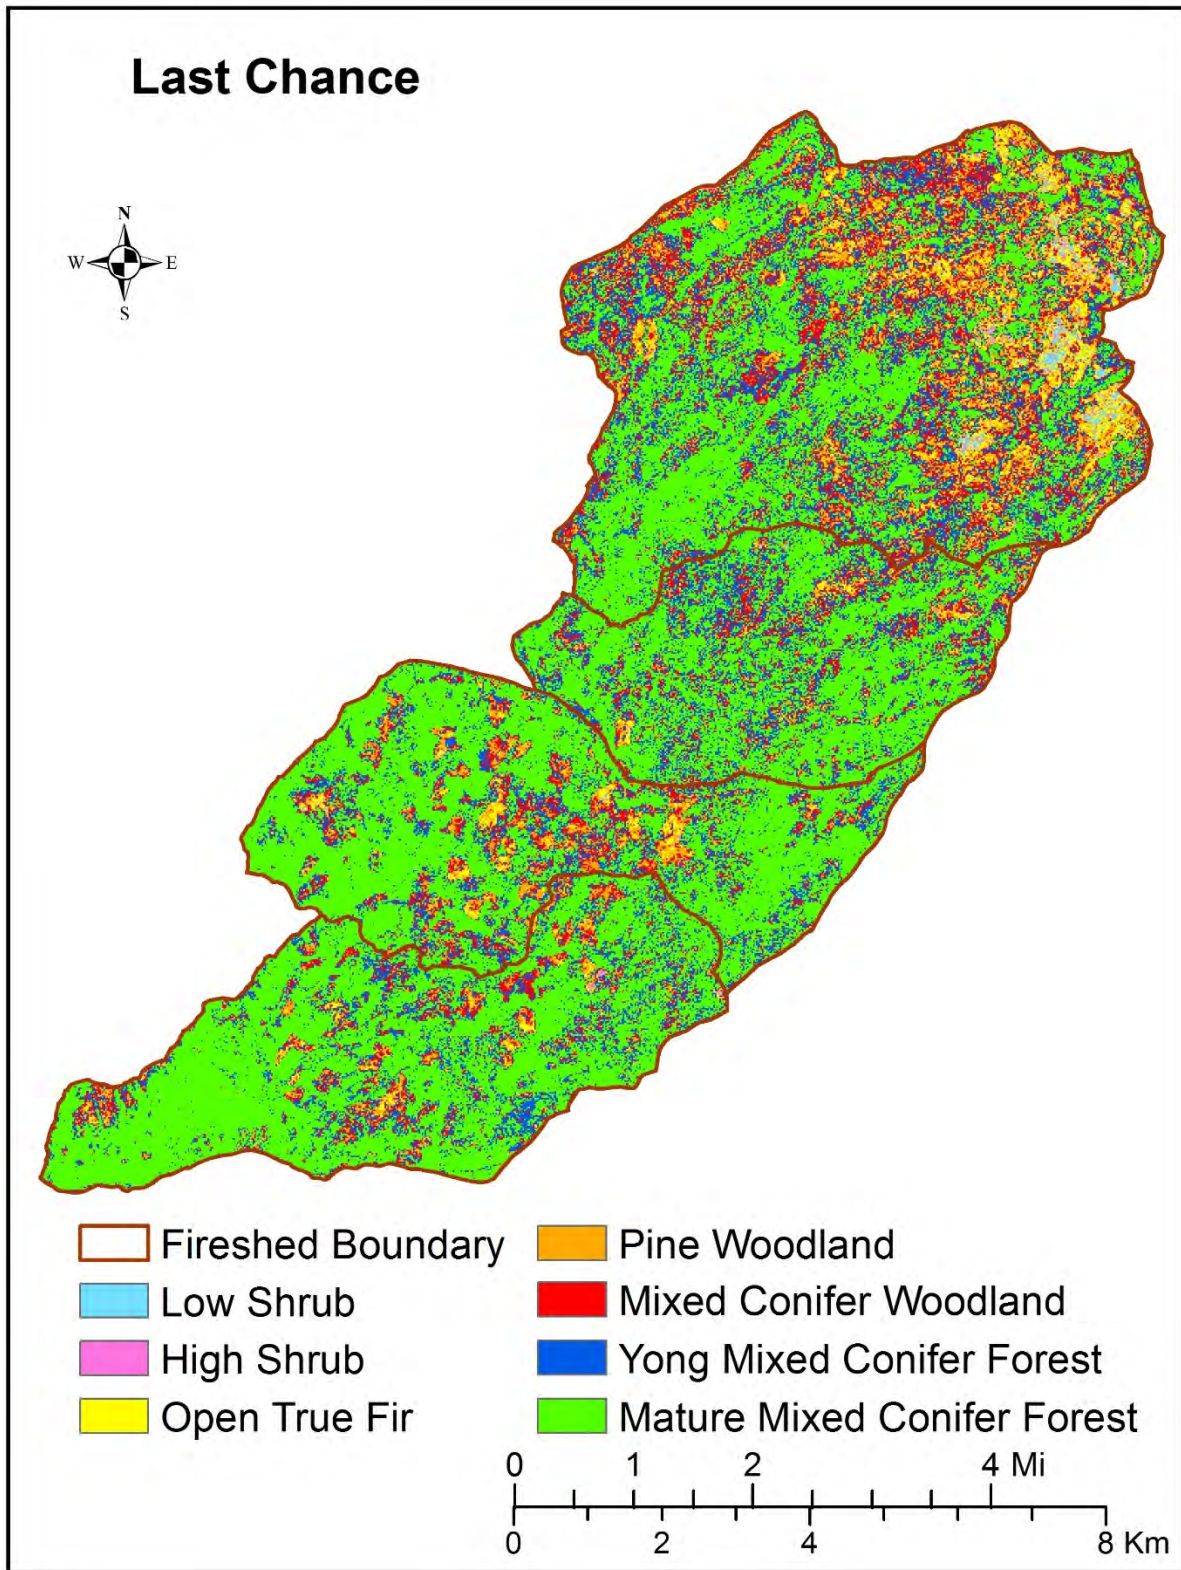 Last Chance
N
W E
S
Fireshed Boundary
Low Shrub
High Shrub
Open True Fir
Pine Woodland
Mixed Conifer Woodland
Yong Mixed Conifer Forest
Mature Mixed Conifer Forest
0 1 2 4 Mi
0 2 4 8 Km